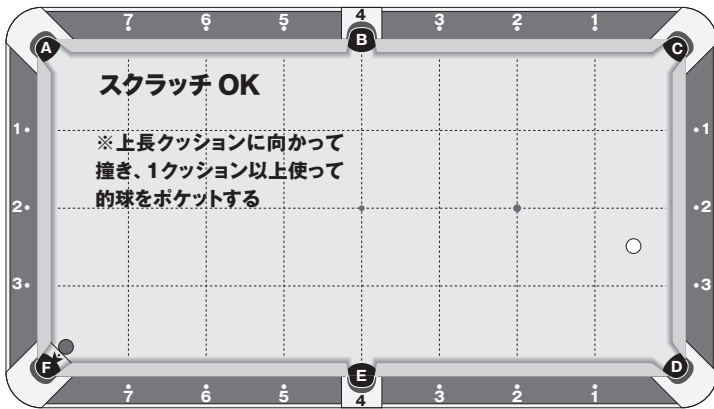 7 6 5 4 3 2 1
A B C
スクラッチ OK
1 1
※上長クッションに向かって
撞き、1クッション以上使って
的球をポケットする
2 2
3 3
F E D
7 6 5 4 3 2 1